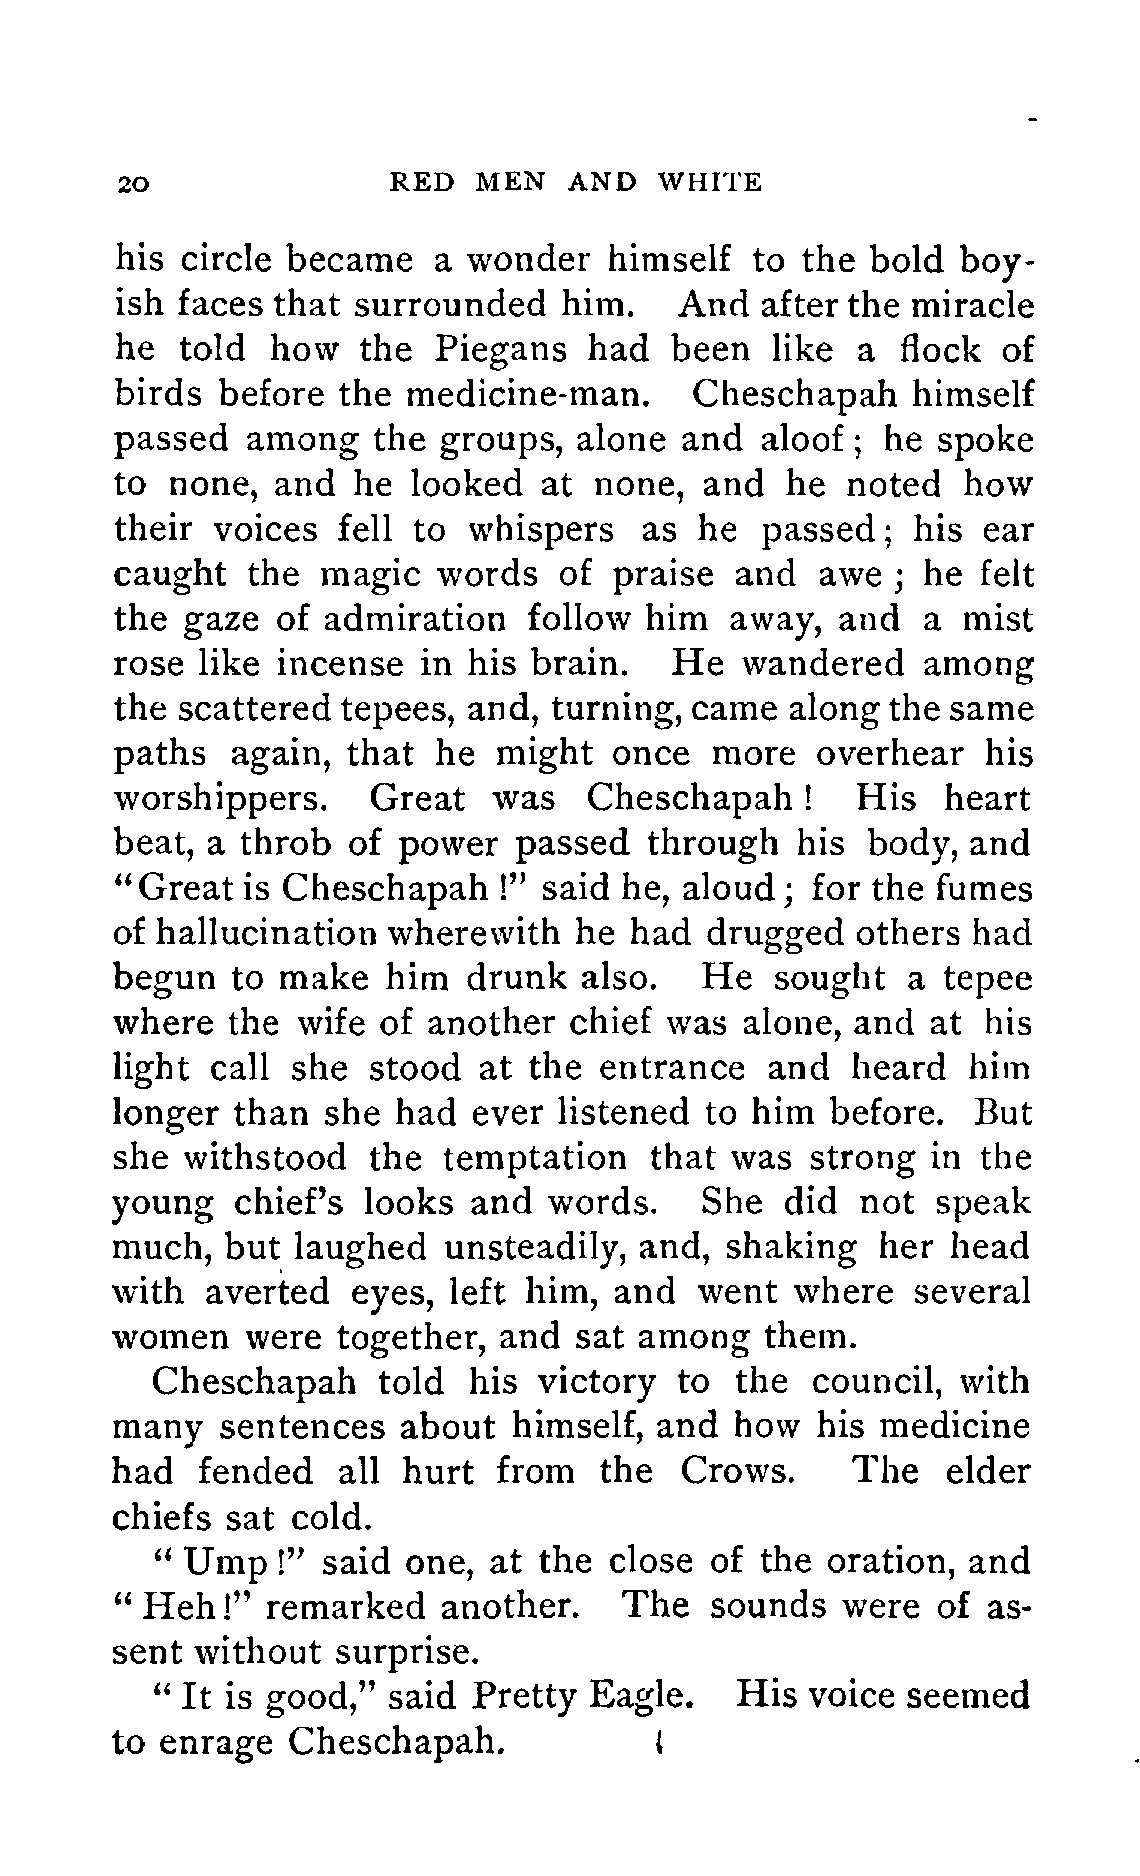 20 RED MEN AND WHITE
his circle became a wonder himself to the bold boy-
ish faces that surrounded him. And after the miracle
he told how the Piegans had been like a flock of
birds before the medicine-man. Cheschapah himself
passed among the groups, alone and aloof; he spoke
to none, and he looked at none, and he noted how
their voices fell to whispers as he passed; his ear
caught the magic words of praise and awe; he felt
the gaze of admiration follow him away, and a mist
rose like incense in his brain. He wandered among
the scattered tepees, and, turning, came along the same
paths again, that he might once more overhear his
worshippers. Great was Cheschapah! His heart
beat, a throb of power passed through his body, and
"Great is Cheschapah!" said he, aloud; for the fumes
of hallucination wherewith he had drugged others had
begun to make him drunk also. He sought a tepee
where the wife of another chief was alone, and at his
light call she stood at the entrance and heard him
longer than she had ever listened to him before. But
she withstood the temptation that was strong in the
young chief's looks and words. She did not speak
much, but laughed unsteadily, and, shaking her head
with averted eyes, left him, and went where several
women were together, and sat among them.
Cheschapah told his victory to the council, with
many sentences about himself, and how his medicine
had fended all hurt from the Crows. The elder
chiefs sat cold.
"Ump!" said one, at the close of the oration, and
"Heh!" remarked another. The sounds were of as-
sent without surprise.
"It is good," said Pretty Eagle. His voice seemed
to enrage Cheschapah.